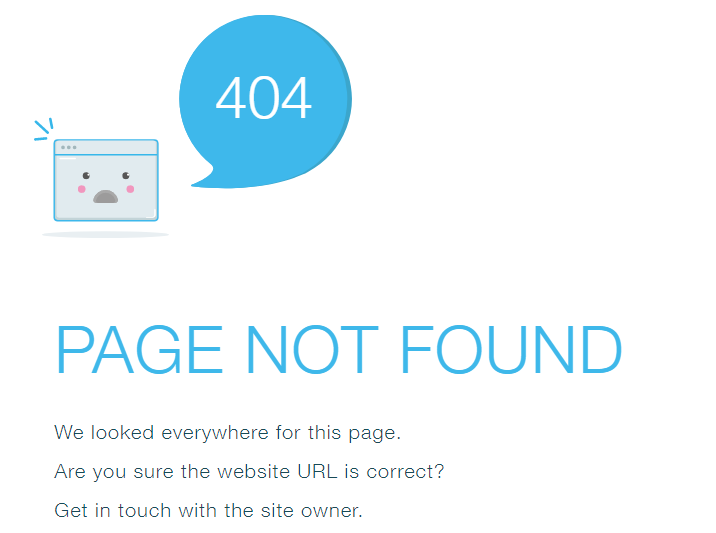 404
PAGE NOT FOUND
We looked everywhere for this page.
Are you sure the website URL is correct?
Get in touch with the site owner.